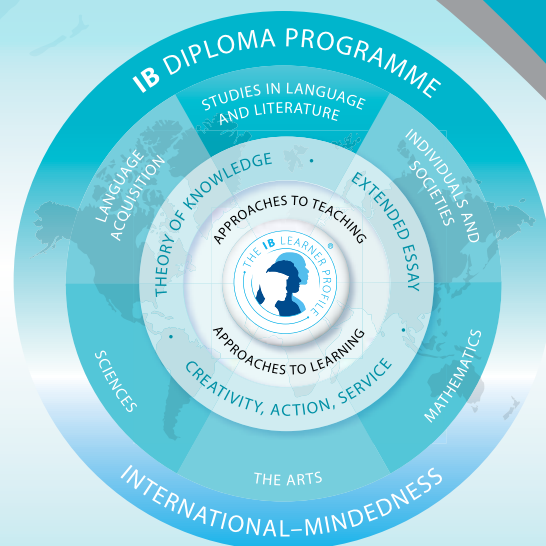 IB DIPLOMA PROGRAMME
STUDIES IN LANGUAGE
AND LITERATURE
LANGUAGE
ACQUISITION
INDIVIDUALS AND
SOCIETIES
THEORY OF KNOWLEDGE
EXTENDED ESSAY
APPROACHES TO TEACHING
THE IB LEARNER PROFILE
®
APPROACHES TO LEARNING
CREATIVITY, ACTION, SERVICE
SCIENCES
MATHEMATICS
THE ARTS
INTERNATIONAL–MINDEDNESS